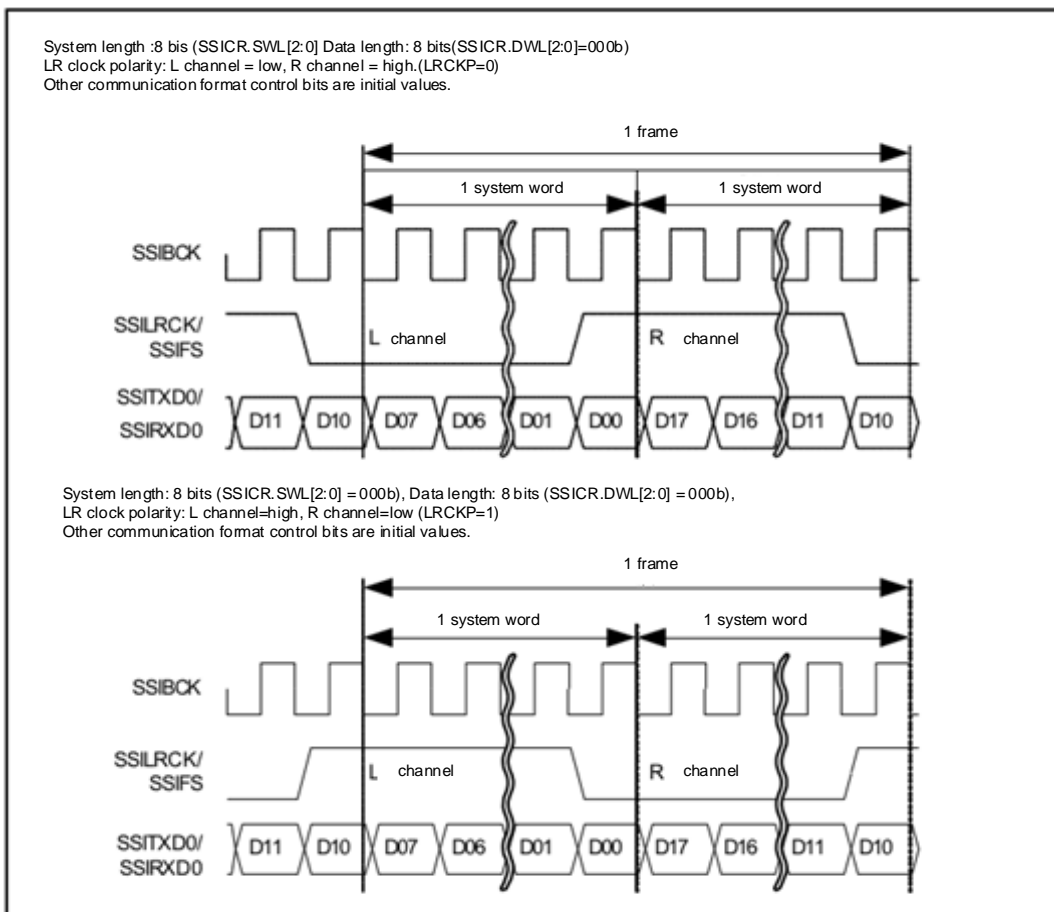 System length :8 bis (SSICR.SWL[2:0] Data length: 8 bits(SSICR.DWL[2:0]=000b)
LR clock polarity: L channel = low, R channel = high.(LRCKP=0)
Other communication format control bits are initial values.
1 frame
1 system word 1 system word
SSIBCK
SSILRCK/
SSIFS
L channel R channel
SSITXD0/
SSIRXD0
D11 D10 D07 D06 D01 D00 D17 D16 D11 D10
System length: 8 bits (SSICR.SWL[2:0] = 000b), Data length: 8 bits (SSICR.DWL[2:0] = 000b),
LR clock polarity: L channel=high, R channel=low (LRCKP=1)
Other communication format control bits are initial values.
1 frame
1 system word 1 system word
SSIBCK
SSILRCK/
SSIFS
L channel R channel
SSITXD0/
SSIRXD0
D11 D10 D07 D06 D01 D00 D17 D16 D11 D10